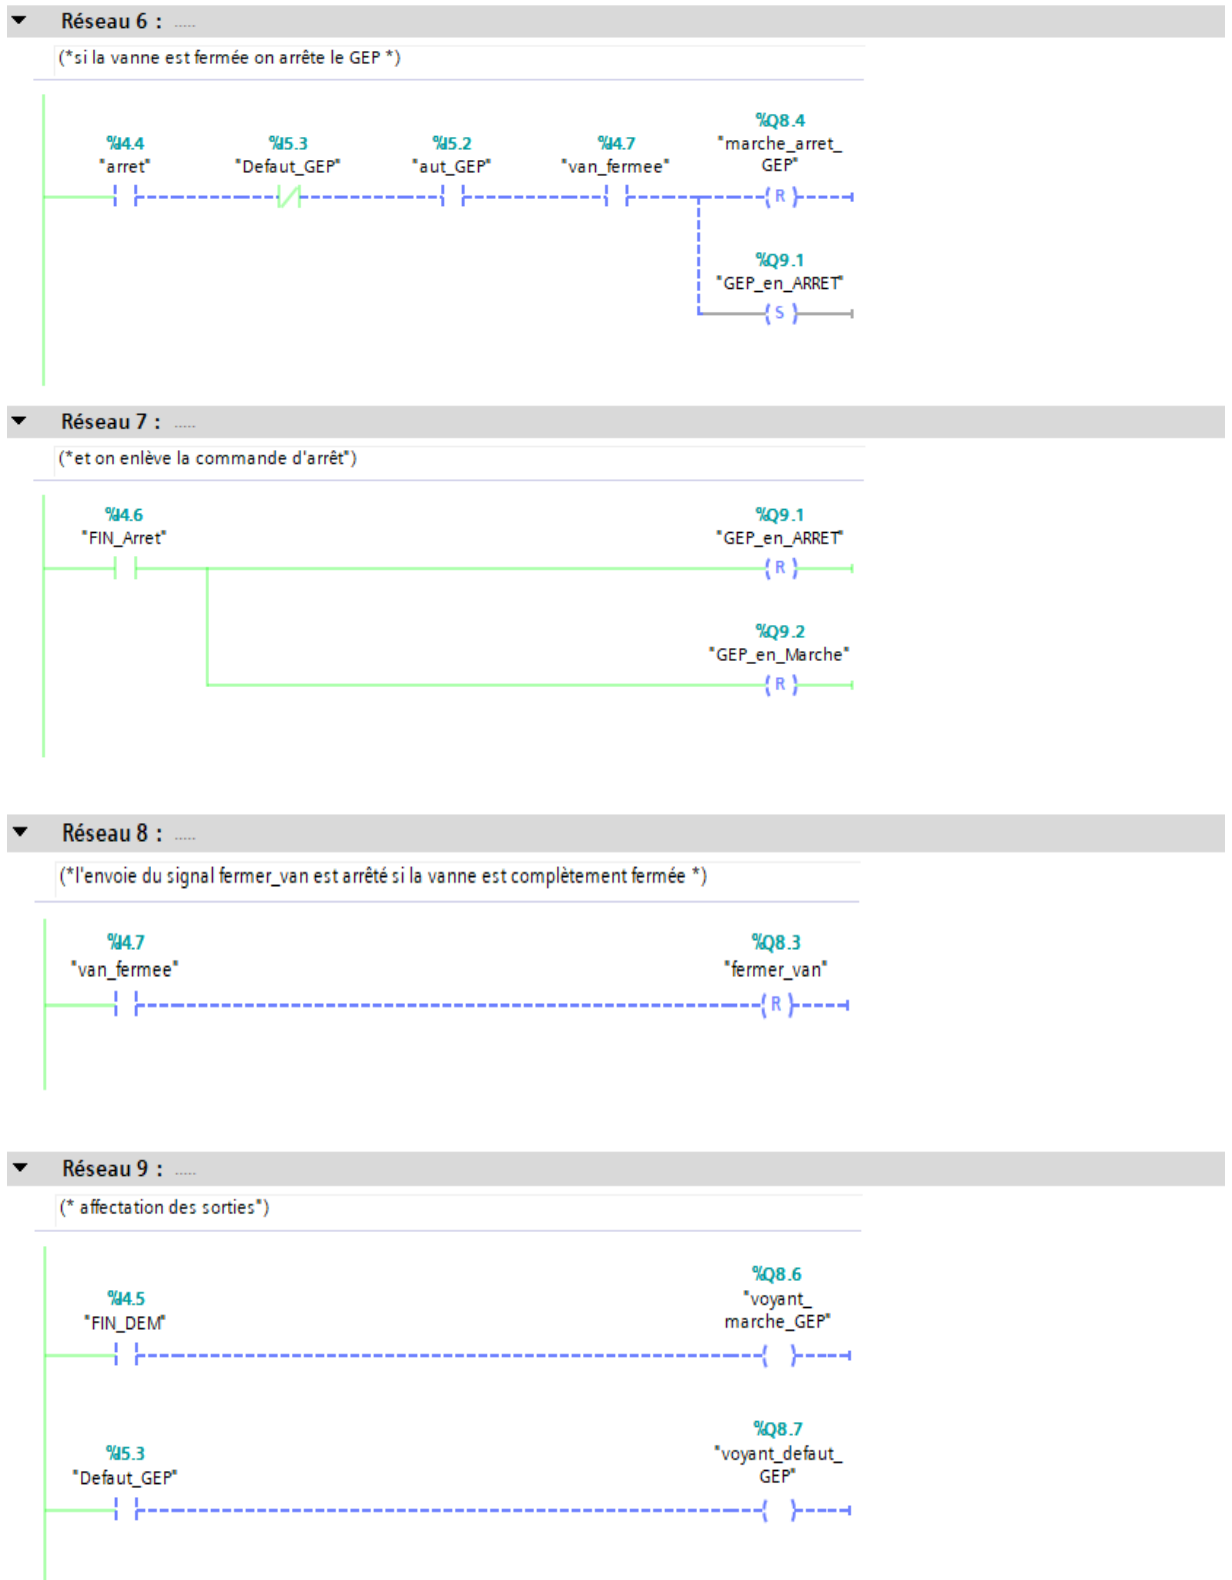 Réseau 6 : .....
(*si la vanne est fermée on arrête le GEP *)
%Q8.4
%I4.4 %I5.3 %I5.2 %I4.7 "marche_arret_
"arret" "Defaut_GEP" "aut_GEP" "van_fermee" GEP"
R
%Q9.1
"GEP_en_ARRET"
S
Réseau 7 : .....
(*et on enlève la commande d'arrêt*)
%I4.6 %Q9.1
"FIN_Arret" "GEP_en_ARRET"
R
%Q9.2
"GEP_en_Marche"
R
Réseau 8 : .....
(*l'envoie du signal fermer_van est arrêté si la vanne est complètement fermée *)
%I4.7 %Q8.3
"van_fermee" "fermer_van"
R
Réseau 9 : .....
(* affectation des sorties*)
%Q8.6
%I4.5 "voyant_
"FIN_DEM" marche_GEP"
%Q8.7
%I5.3 "voyant_defaut_
"Defaut_GEP" GEP"